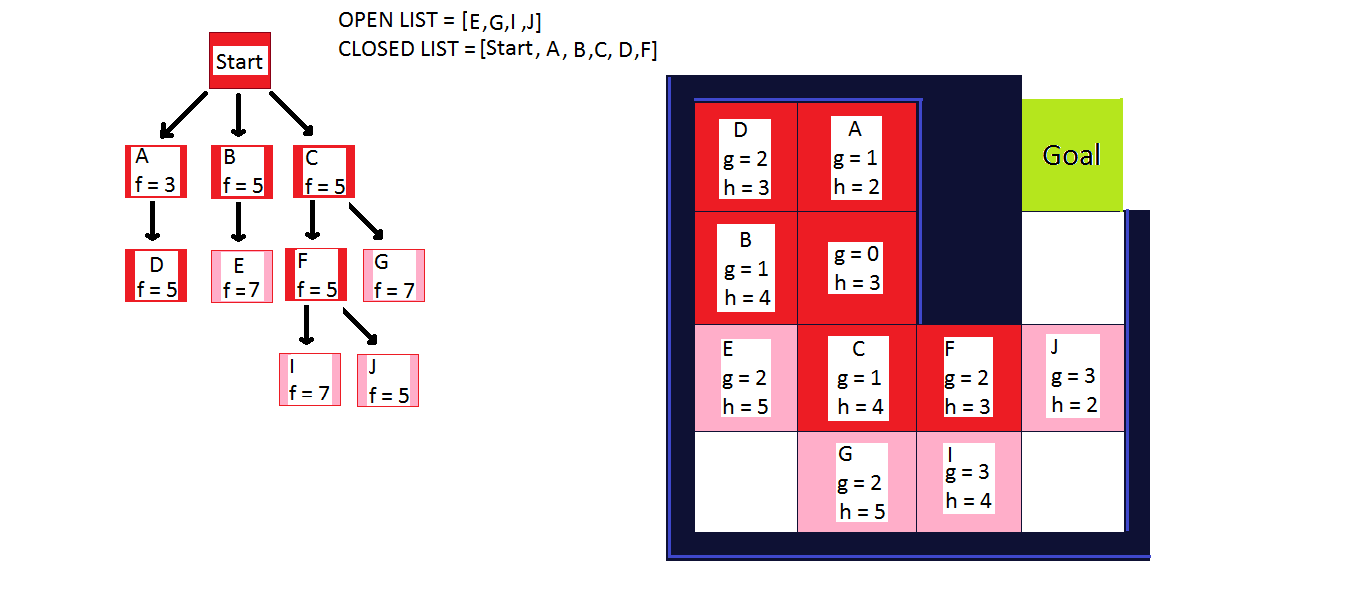 OPEN LIST = [E,G,I ,J]
CLOSED LIST = [Start, A, B,C, D,F]
Start
A
f = 3
B
f = 5
C
f = 5
D
f = 5
E
f =7
F
f = 5
G
f = 7
I
f = 7
J
f = 5
D
g = 2
h = 3
A
g = 1
h = 2
Goal
B
g = 1
h = 4
g = 0
h = 3
E
g = 2
h = 5
C
g = 1
h = 4
F
g = 2
h = 3
J
g = 3
h = 2
G
g = 2
h = 5
I
g = 3
h = 4